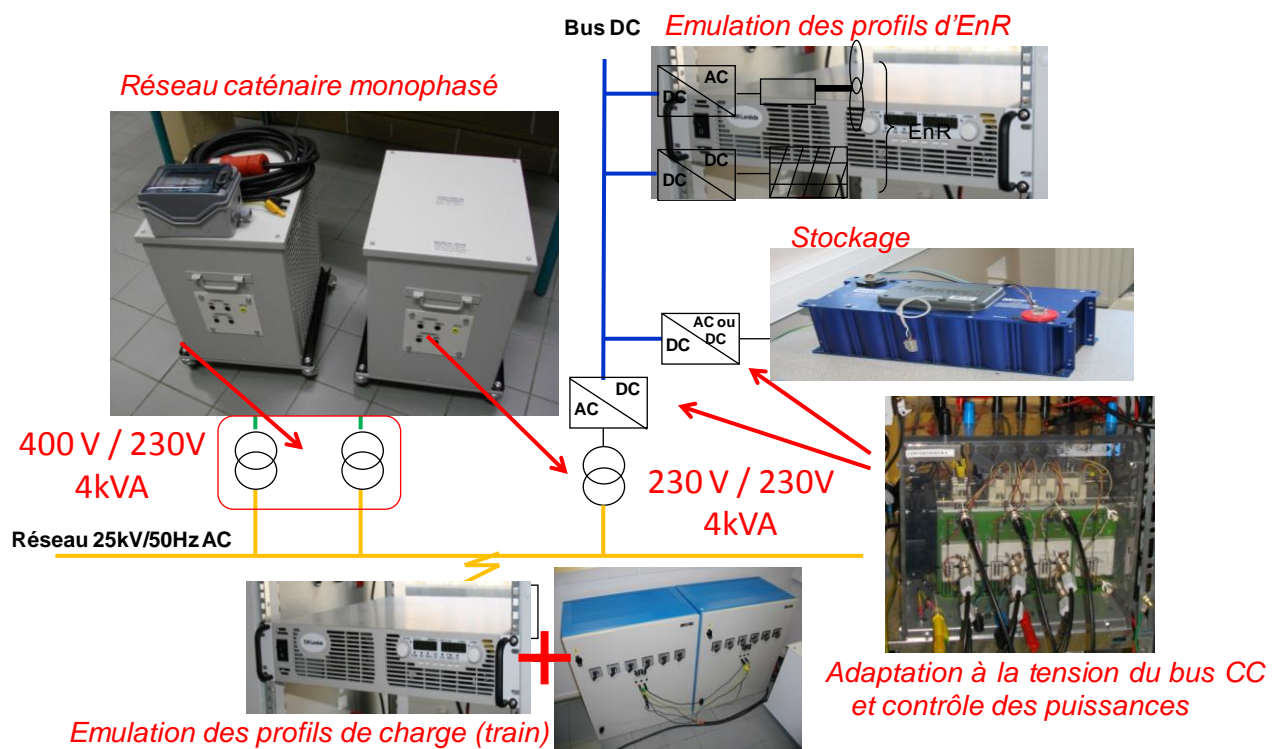 Bus DC
Emulation des profils d'EnR
Réseau caténaire monophasé
AC
DC
EnR
DC
DC
Stockage
AC ou
DC
DC
DC
AC
400 V / 230V
4kVA
230 V / 230V
4kVA
Réseau 25kV/50Hz AC
Adaptation à la tension du bus CC
et contrôle des puissances
Emulation des profils de charge (train)